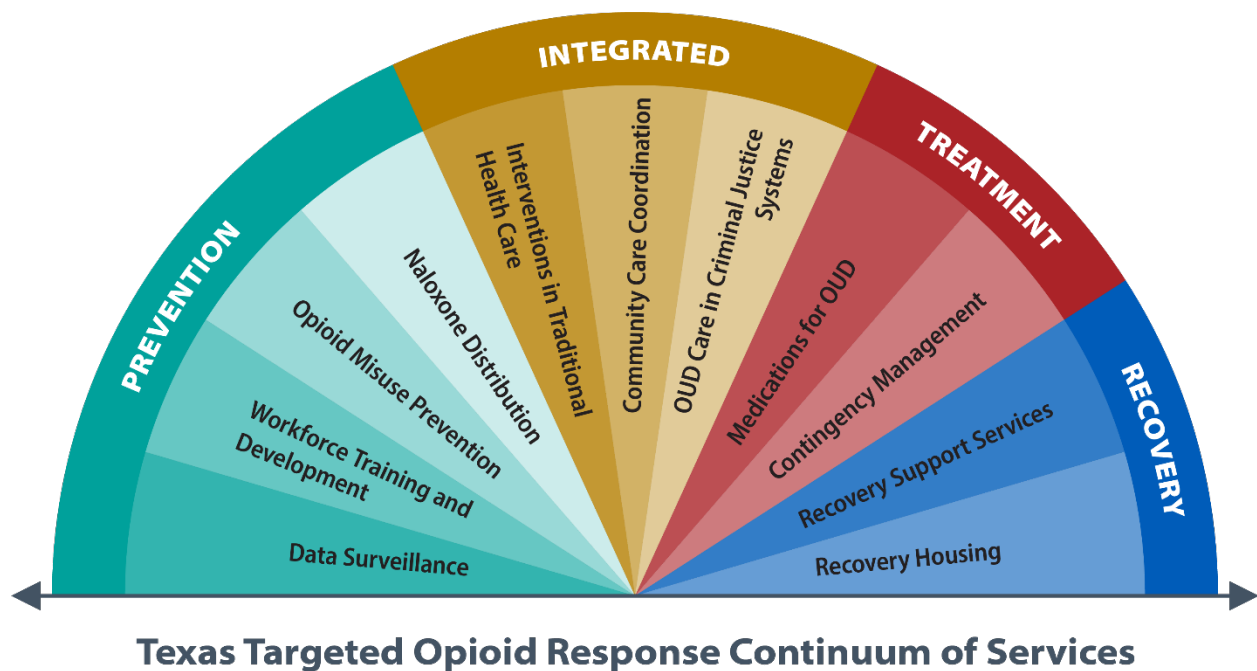 PREVENTION
Data Surveillance
Workforce Training and
Development
Opioid Misuse Prevention
Naloxone Distribution
INTEGRATED
Interventions in Traditional
Health Care
Community Care Coordination
OUD Care in Criminal Justice
Systems
TREATMENT
Medications for OUD
Contingency Management
RECOVERY
Recovery Support Services
Recovery Housing
Texas Targeted Opioid Response Continuum of Services